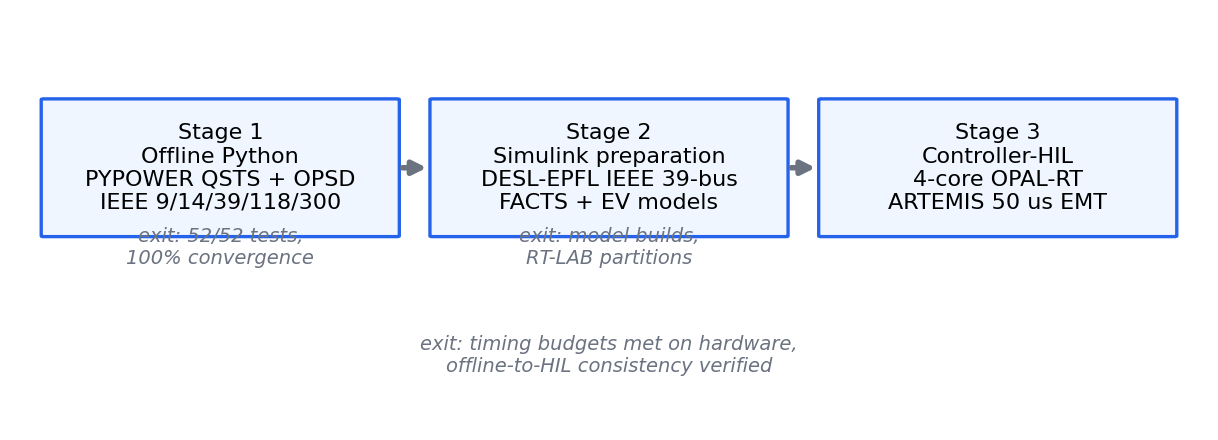 Stage 1
Offline Python
PYPOWER QSTS + OPSD
IEEE 9/14/39/118/300
exit: 52/52 tests,
100% convergence
Stage 2
Simulink preparation
DESL-EPFL IEEE 39-bus
FACTS + EV models
exit: model builds,
RT-LAB partitions
Stage 3
Controller-HIL
4-core OPAL-RT
ARTEMIS 50 us EMT
exit: timing budgets met on hardware,
offline-to-HIL consistency verified